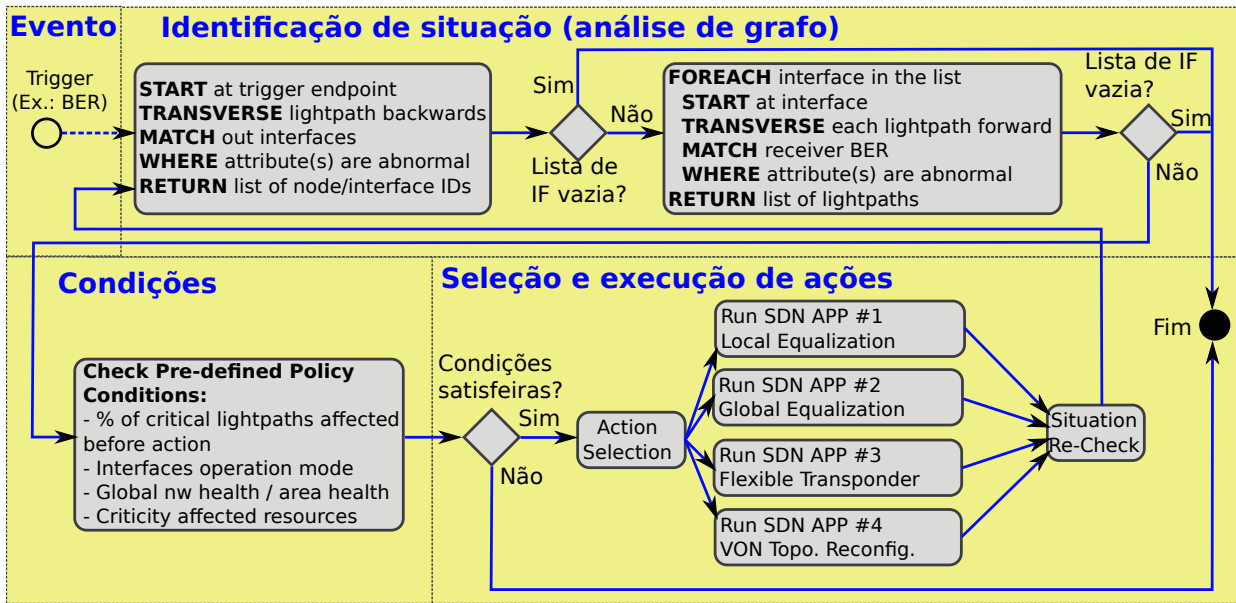 Evento
Identificação de situação (análise de grafo)
Trigger
(Ex.: BER)
START at trigger endpoint
TRANSVERSE lightpath backwards
MATCH out interfaces
WHERE attribute(s) are abnormal
RETURN list of node/interface IDs
Sim
Não
Lista de
IF vazia?
FOREACH interface in the list
START at interface
TRANSVERSE each lightpath forward
MATCH receiver BER
WHERE attribute(s) are abnormal
RETURN list of lightpaths
Lista de IF
vazia?
Sim
Não
Condições
Check Pre-defined Policy
Conditions:
- % of critical lightpaths affected
before action
- Interfaces operation mode
- Global nw health / area health
- Criticity affected resources
Seleção e execução de ações
Condições
satisfeiras?
Sim
Não
Action
Selection
Run SDN APP #1
Local Equalization
Run SDN APP #2
Global Equalization
Run SDN APP #3
Flexible Transponder
Run SDN APP #4
VON Topo. Reconfig.
Situation
Re-Check
Fim